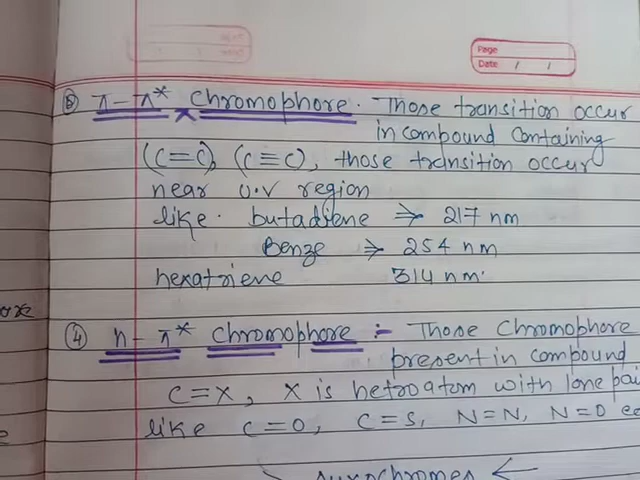 Page
Date / /
③ π – π* Chromophore. Those transition occur
in compound containing
(C=C), (C≡C), those transition occur
near U.V region
like. butadiene ⇒ 217 nm
Benze ⇒ 254 nm
hexatriene 314 nm.
④ n – π* Chromophore :- Those Chromophore
present in compound
C=X, X is hetroatom with lone pai
like C=O, C=S, N=N, N=O
Auxochromes ←